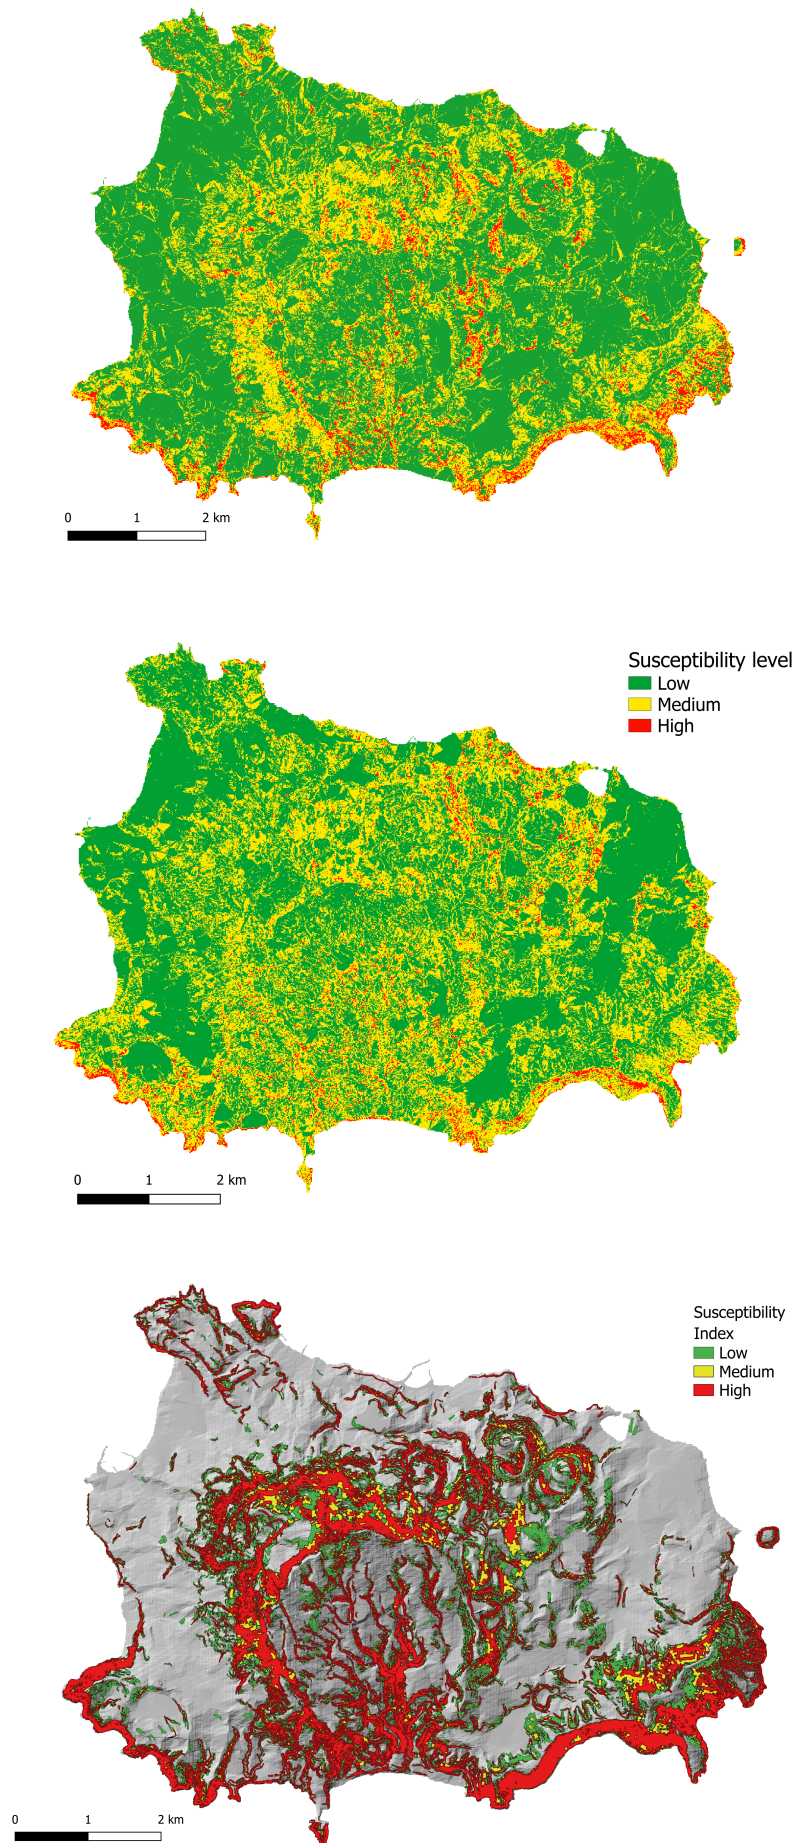 0 1 2 km
Susceptibility level
Low
Medium
High
0 1 2 km
Susceptibility
Index
Low
Medium
High
0 1 2 km